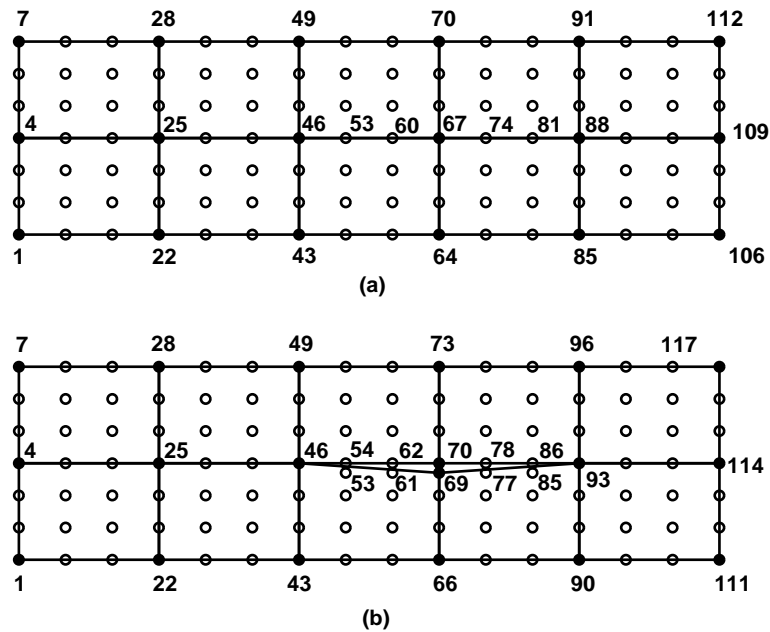 7 28 49 70 91 112
4 25 46 53 60 67 74 81 88 109
1 22 43 64 85 106
(a)
7 28 49 73 96 117
4 25 46 54 62 70 78 86
114
53 61 69 77 85 93
1 22 43 66 90 111
(b)